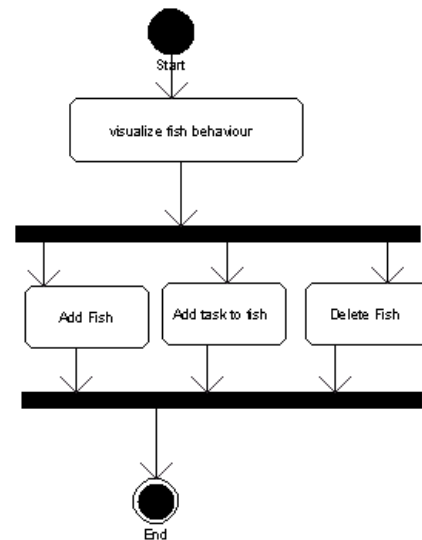 Start
visualize fish behaviour
Add Fish
Add task to fish
Delete Fish
End